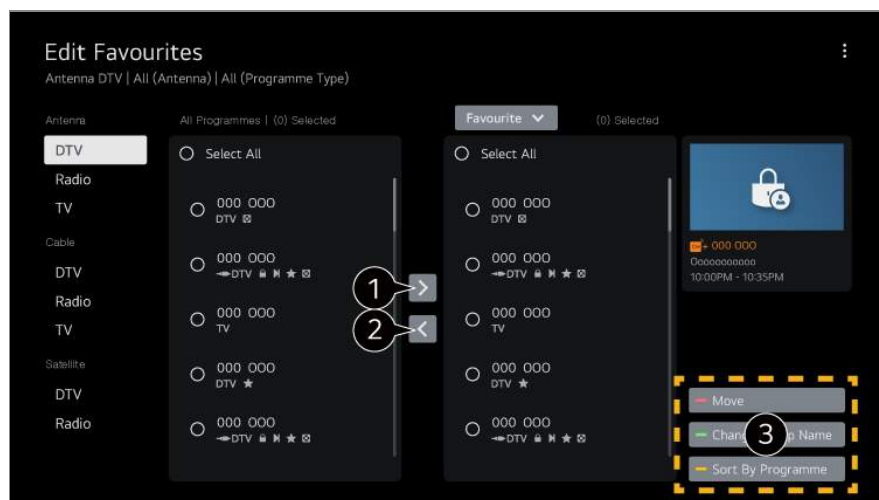 Edit Favourites
Antenna DTV | All (Antenna) | All (Programme Type)
Antenna
DTV
Radio
TV
Cable
DTV
Radio
TV
Satellite
DTV
Radio
All Programmes | (0) Selected
Select All
000 000
DTV
000 000
DTV
000 000
TV
000 000
DTV
000 000
DTV
1
2
Favourite
(0) Selected
Select All
000 000
DTV
000 000
DTV
000 000
TV
000 000
DTV
000 000
DTV
000 000
Oooooooooo
10:00PM - 10:35PM
Move
3
Name
Sort By Programme